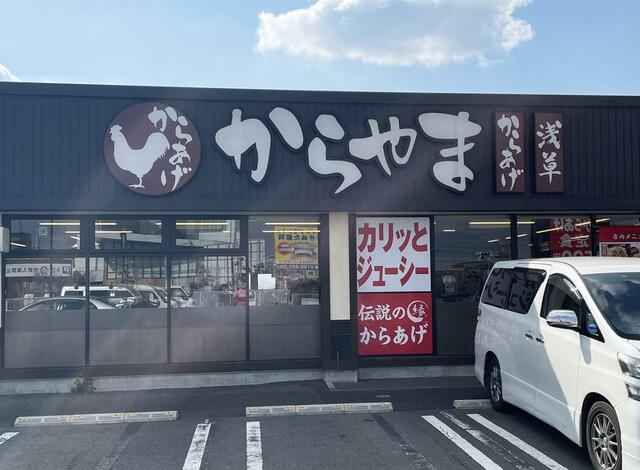 からあげ
からやま
からあげ
浅草
カリッと
ジューシー
伝説の
縁
からあげ